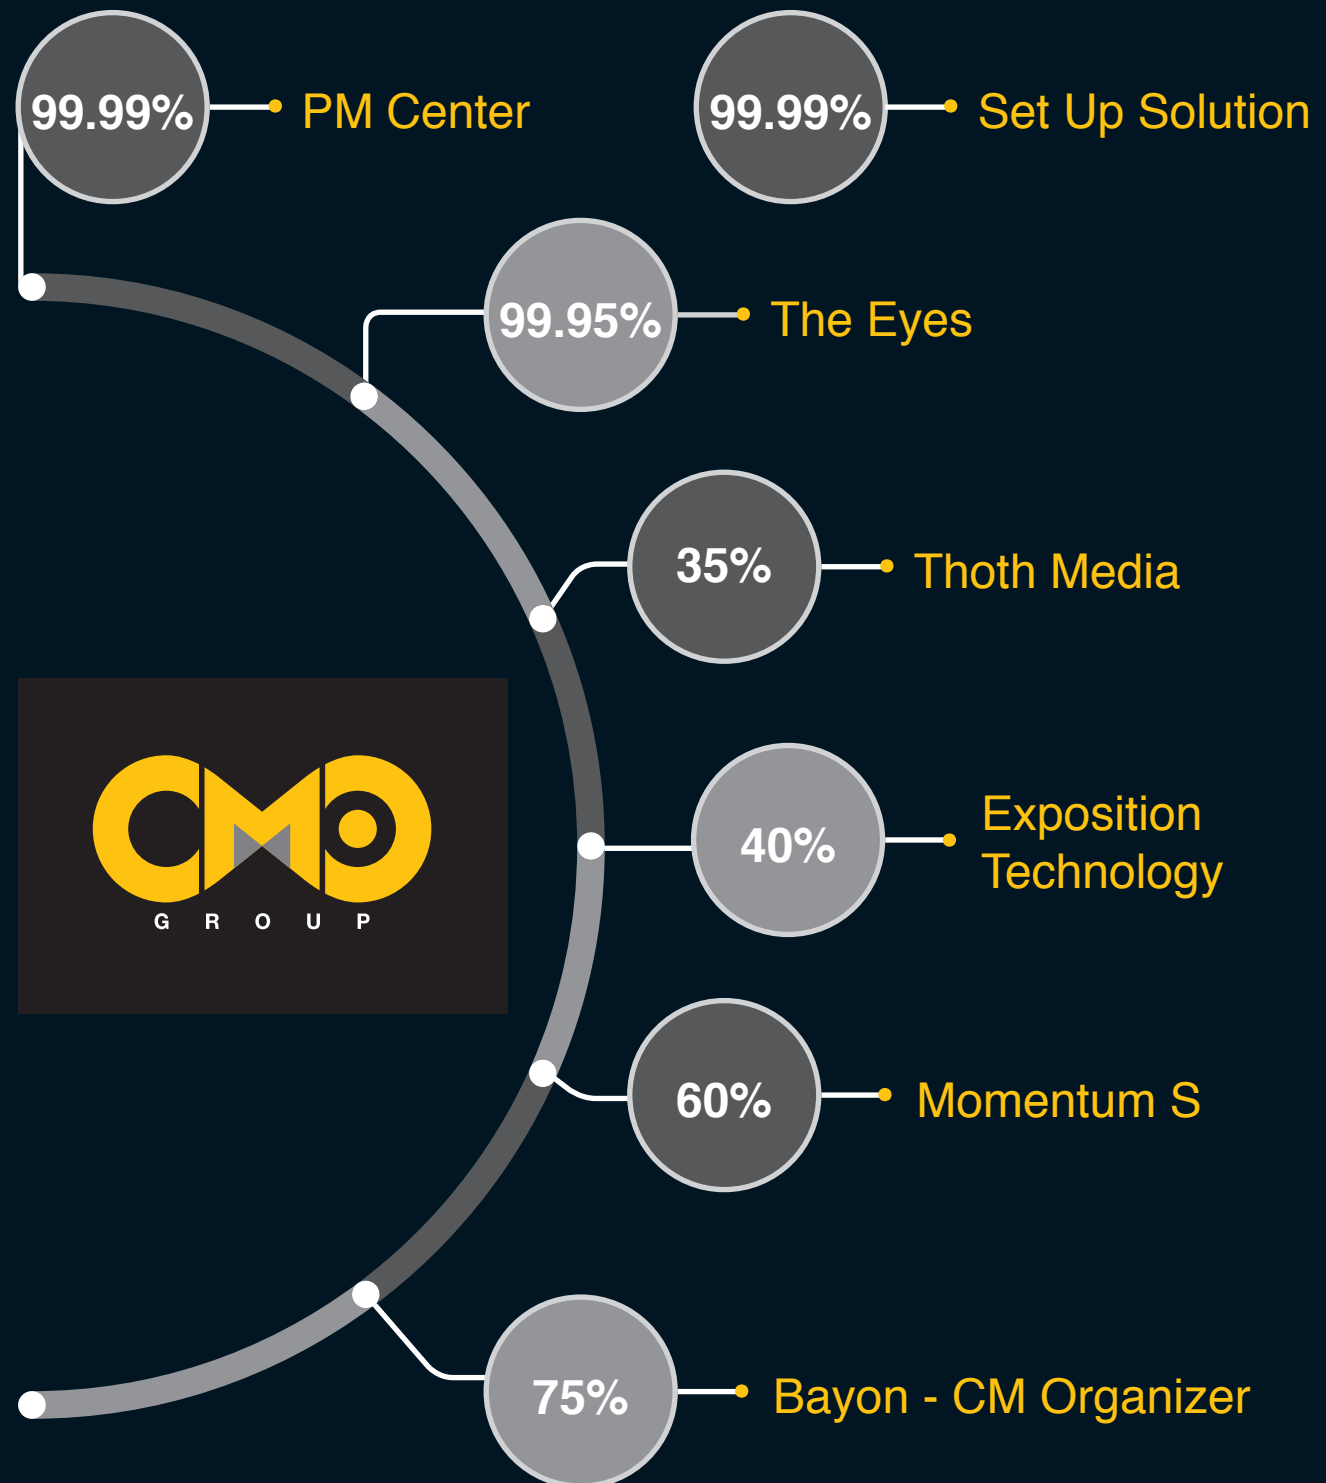 99.99% PM Center
99.99% Set Up Solution
99.95% The Eyes
35% Thoth Media
CMO
GROUP
40% Exposition
Technology
60% Momentum S
75% Bayon - CM Organizer